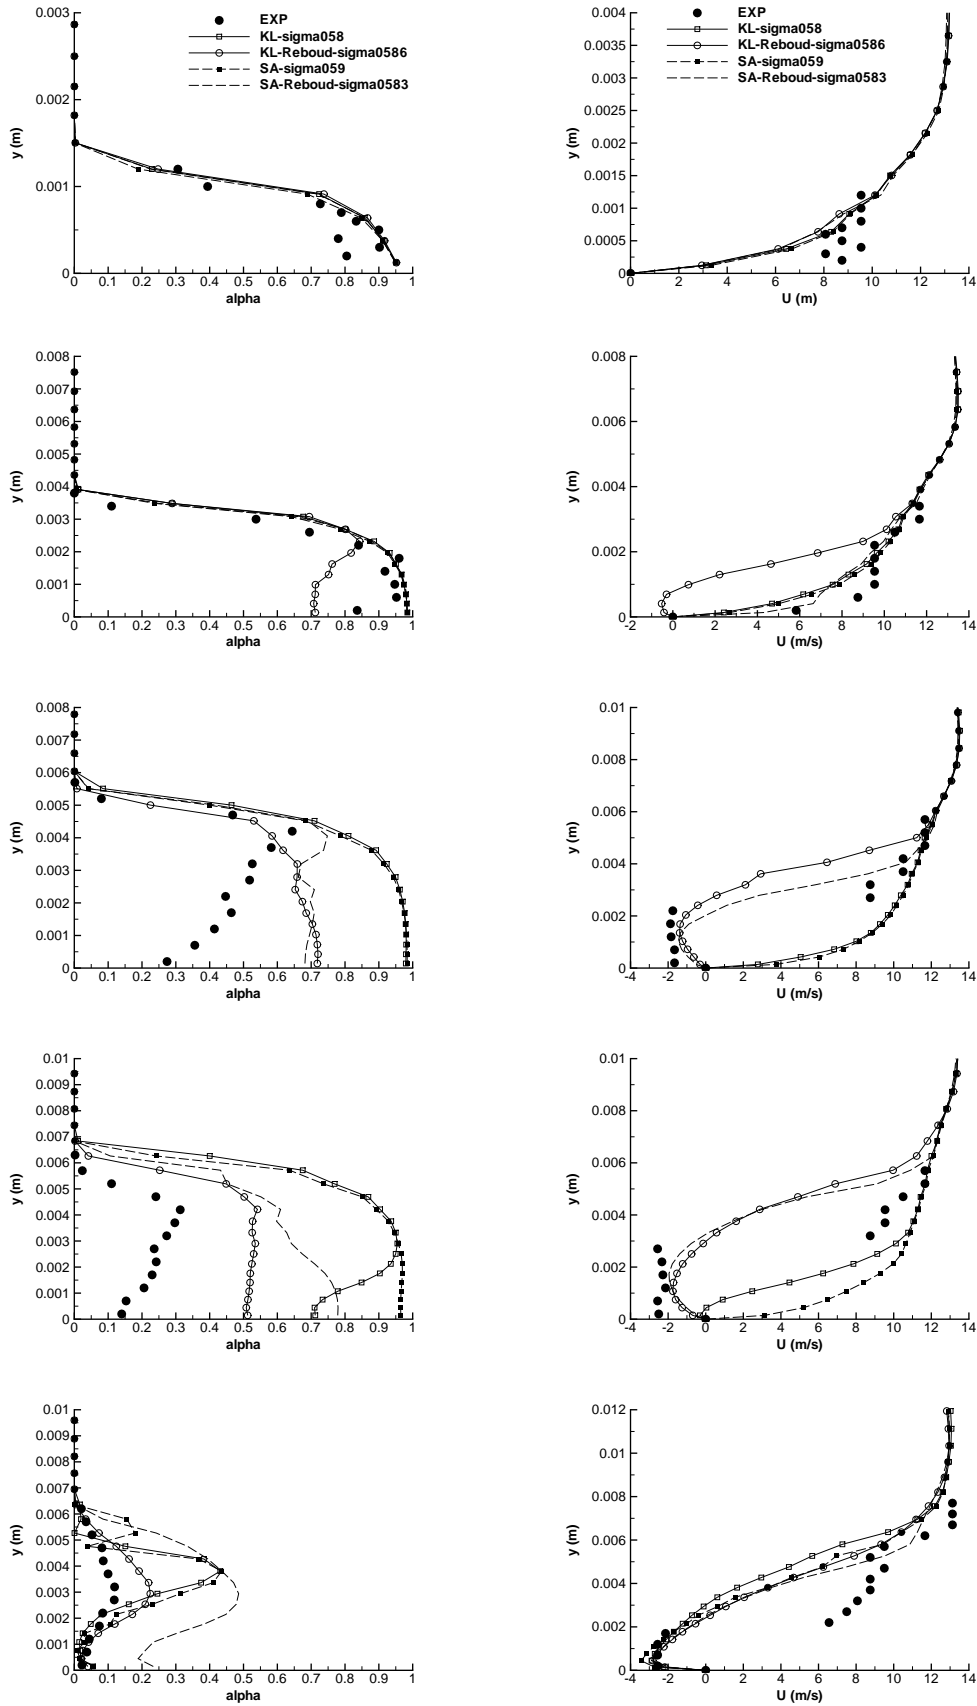 EXP
KL-sigma058
KL-Reboud-sigma0586
SA-sigma059
SA-Reboud-sigma0583
y (m)
0.003
0.002
0.001
0
0 0.1 0.2 0.3 0.4 0.5 0.6 0.7 0.8 0.9 1
alpha
EXP
KL-sigma058
KL-Reboud-sigma0586
SA-sigma059
SA-Reboud-sigma0583
y (m)
0.004
0.0035
0.003
0.0025
0.002
0.0015
0.001
0.0005
0
0 2 4 6 8 10 12 14
U (m)
y (m)
0.008
0.007
0.006
0.005
0.004
0.003
0.002
0.001
0
0 0.1 0.2 0.3 0.4 0.5 0.6 0.7 0.8 0.9 1
alpha
y (m)
0.008
0.006
0.004
0.002
0
-2 0 2 4 6 8 10 12 14
U (m/s)
y (m)
0.008
0.007
0.006
0.005
0.004
0.003
0.002
0.001
0
0 0.1 0.2 0.3 0.4 0.5 0.6 0.7 0.8 0.9 1
alpha
y (m)
0.01
0.008
0.006
0.004
0.002
0
-4 -2 0 2 4 6 8 10 12 14
U (m/s)
y (m)
0.01
0.009
0.008
0.007
0.006
0.005
0.004
0.003
0.002
0.001
0
0 0.1 0.2 0.3 0.4 0.5 0.6 0.7 0.8 0.9 1
alpha
y (m)
0.01
0.008
0.006
0.004
0.002
0
-4 -2 0 2 4 6 8 10 12 14
U (m/s)
y (m)
0.01
0.009
0.008
0.007
0.006
0.005
0.004
0.003
0.002
0.001
0
0 0.1 0.2 0.3 0.4 0.5 0.6 0.7 0.8 0.9 1
alpha
y (m)
0.012
0.01
0.008
0.006
0.004
0.002
0
-4 -2 0 2 4 6 8 10 12 14
U (m/s)